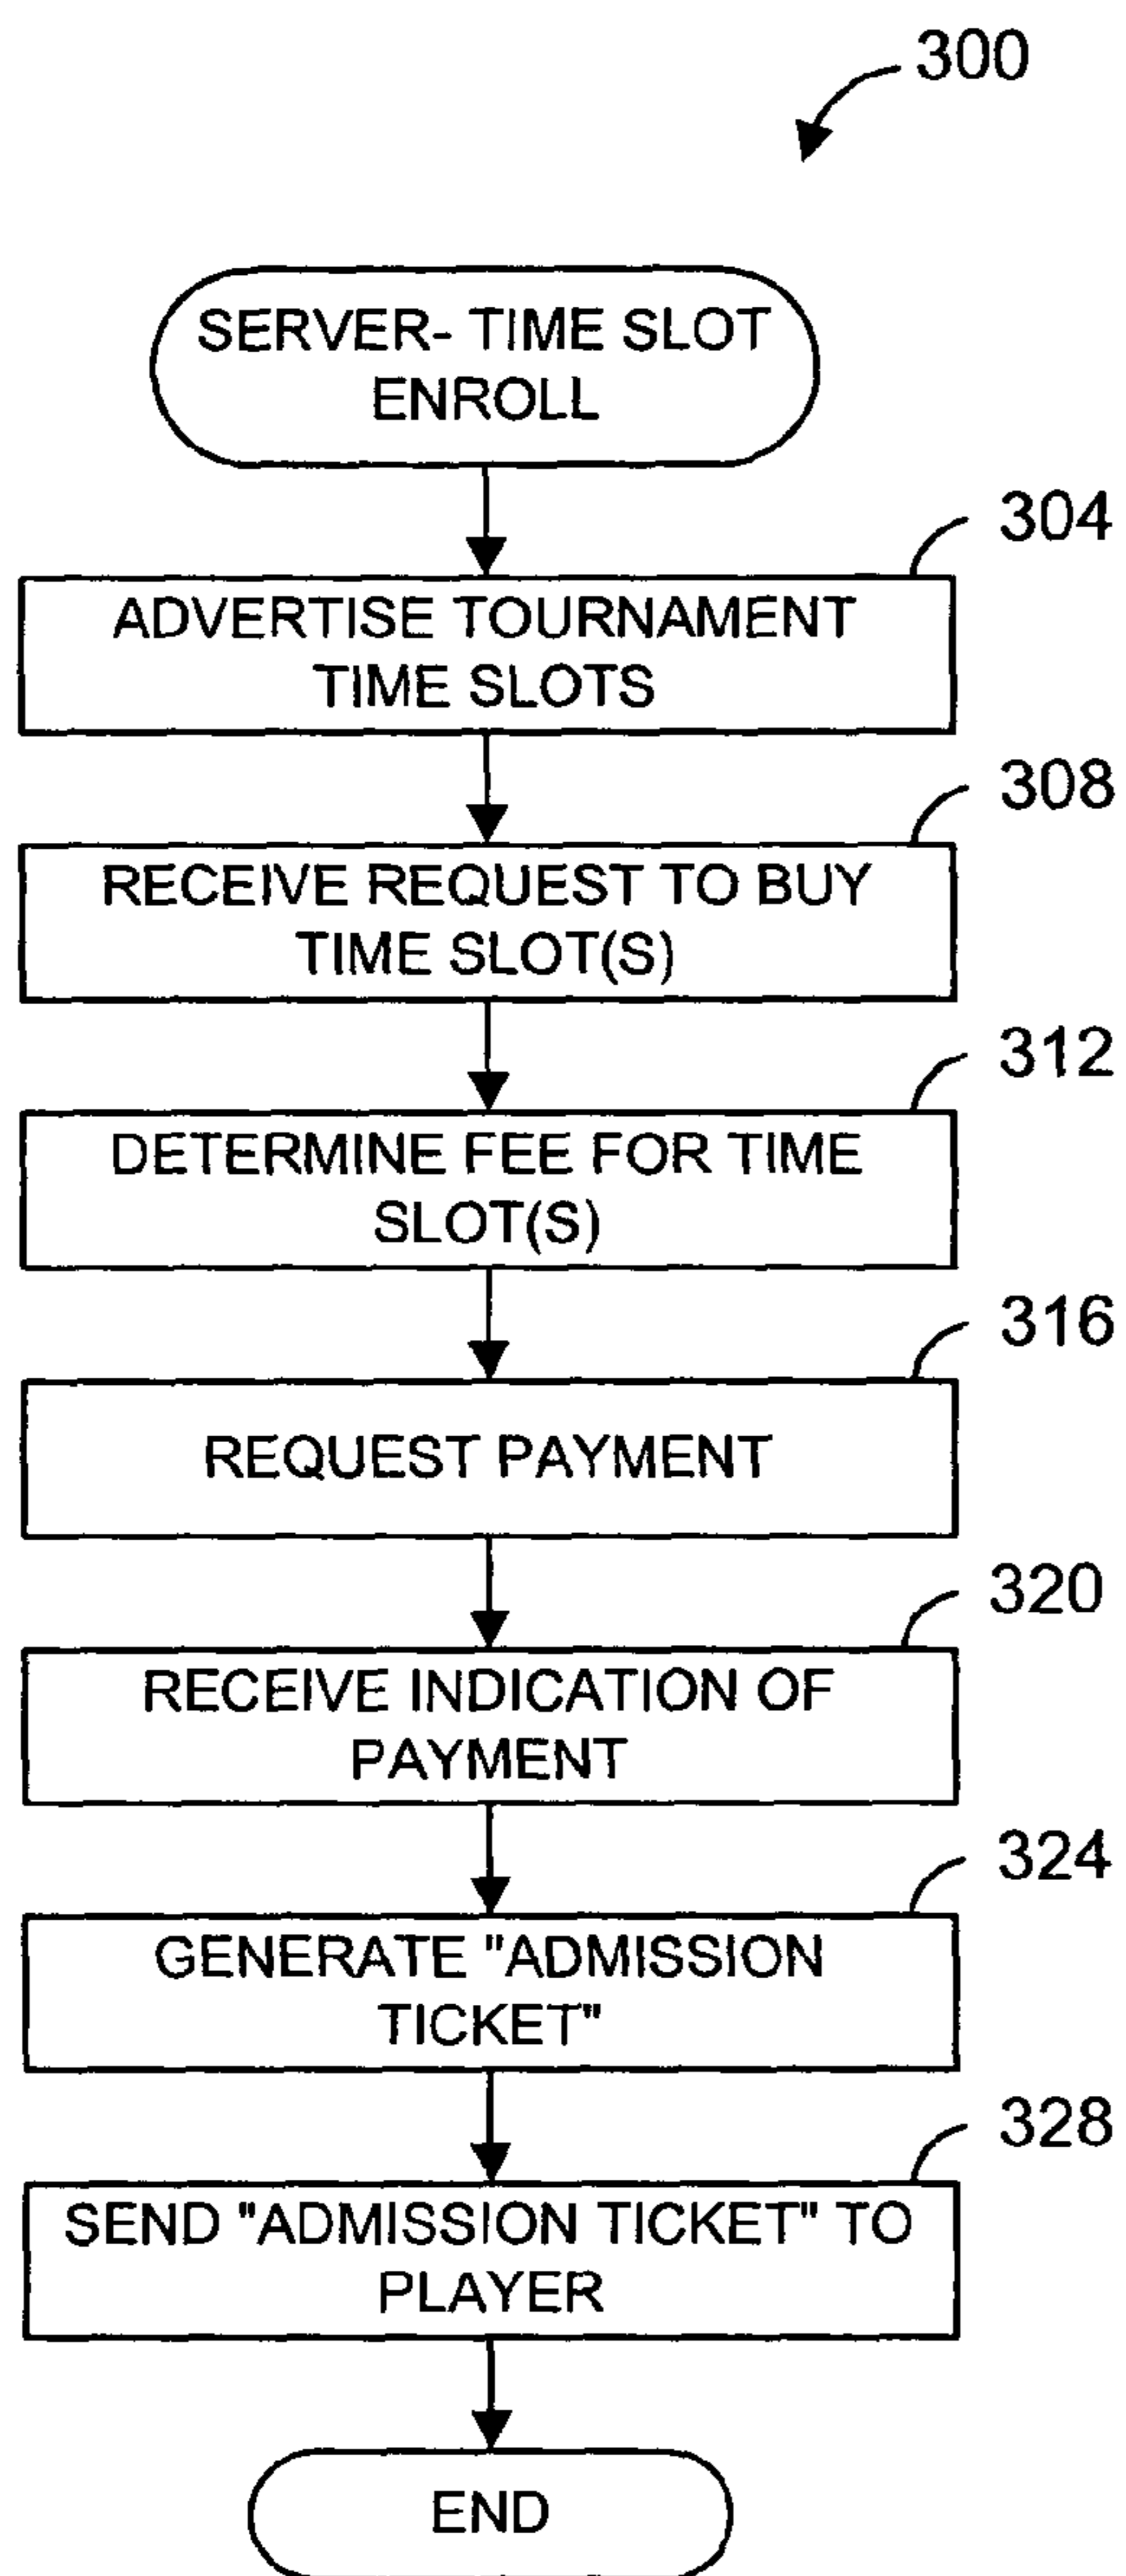 300
SERVER- TIME SLOT
ENROLL
304
ADVERTISE TOURNAMENT
TIME SLOTS
308
RECEIVE REQUEST TO BUY
TIME SLOT(S)
312
DETERMINE FEE FOR TIME
SLOT(S)
316
REQUEST PAYMENT
320
RECEIVE INDICATION OF
PAYMENT
324
GENERATE "ADMISSION
TICKET"
328
SEND "ADMISSION TICKET" TO
PLAYER
END